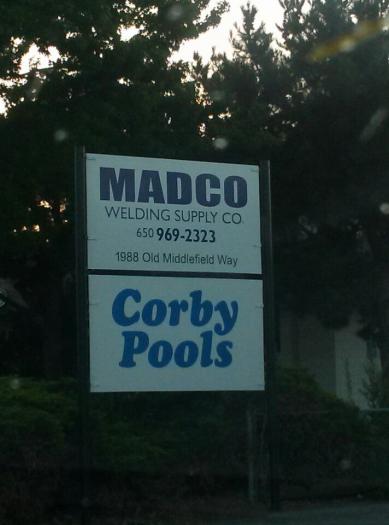 MADCO
WELDING SUPPLY CO.
650 969-2323
1988 Old Middlefield Way
Corby
Pools